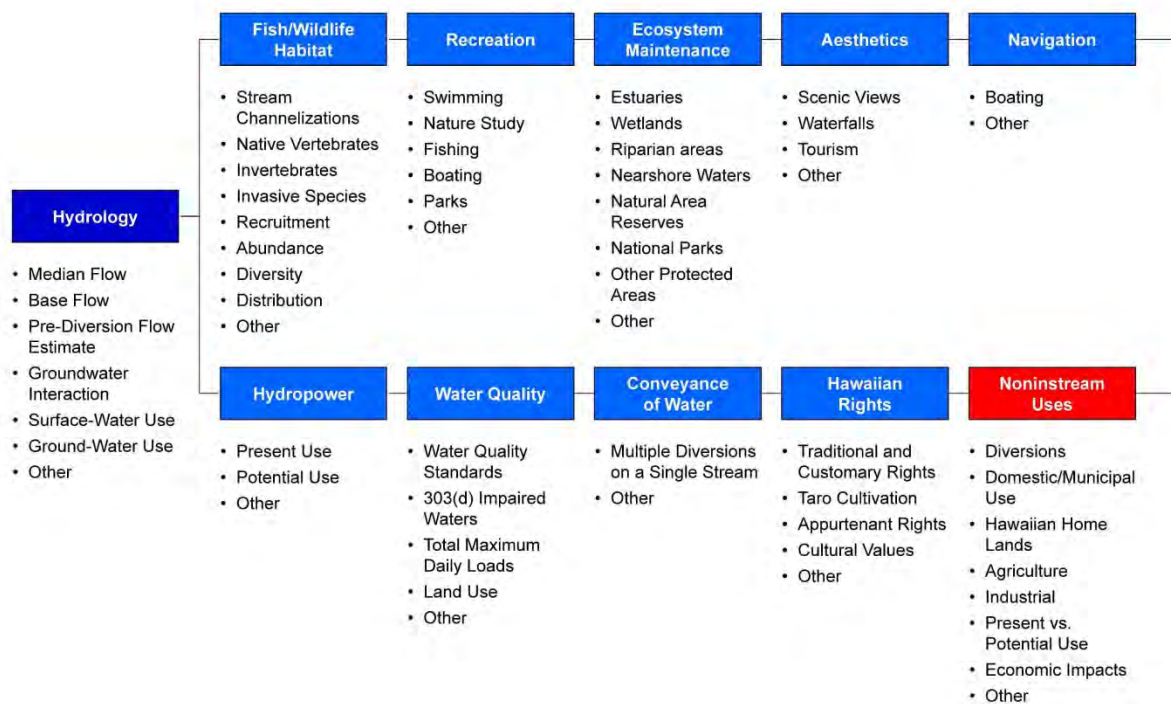 Fish/Wildlife
Habitat
• Stream
Channelizations
• Native Vertebrates
• Invertebrates
• Invasive Species
• Recruitment
• Abundance
• Diversity
• Distribution
• Other
Recreation
• Swimming
• Nature Study
• Fishing
• Boating
• Parks
• Other
Ecosystem
Maintenance
• Estuaries
• Wetlands
• Riparian areas
• Nearshore Waters
• Natural Area
Reserves
• National Parks
• Other Protected
Areas
• Other
Aesthetics
• Scenic Views
• Waterfalls
• Tourism
• Other
Navigation
• Boating
• Other
Hydrology
• Median Flow
• Base Flow
• Pre-Diversion Flow
Estimate
• Groundwater
Interaction
• Surface-Water Use
• Ground-Water Use
• Other
Hydropower
• Present Use
• Potential Use
• Other
Water Quality
• Water Quality
Standards
• 303(d) Impaired
Waters
• Total Maximum
Daily Loads
• Land Use
• Other
Conveyance
of Water
• Multiple Diversions
on a Single Stream
• Other
Hawaiian
Rights
• Traditional and
Customary Rights
• Taro Cultivation
• Appurtenant Rights
• Cultural Values
• Other
Noninstream
Uses
• Diversions
• Domestic/Municipal
Use
• Hawaiian Home
Lands
• Agriculture
• Industrial
• Present vs.
Potential Use
• Economic Impacts
• Other